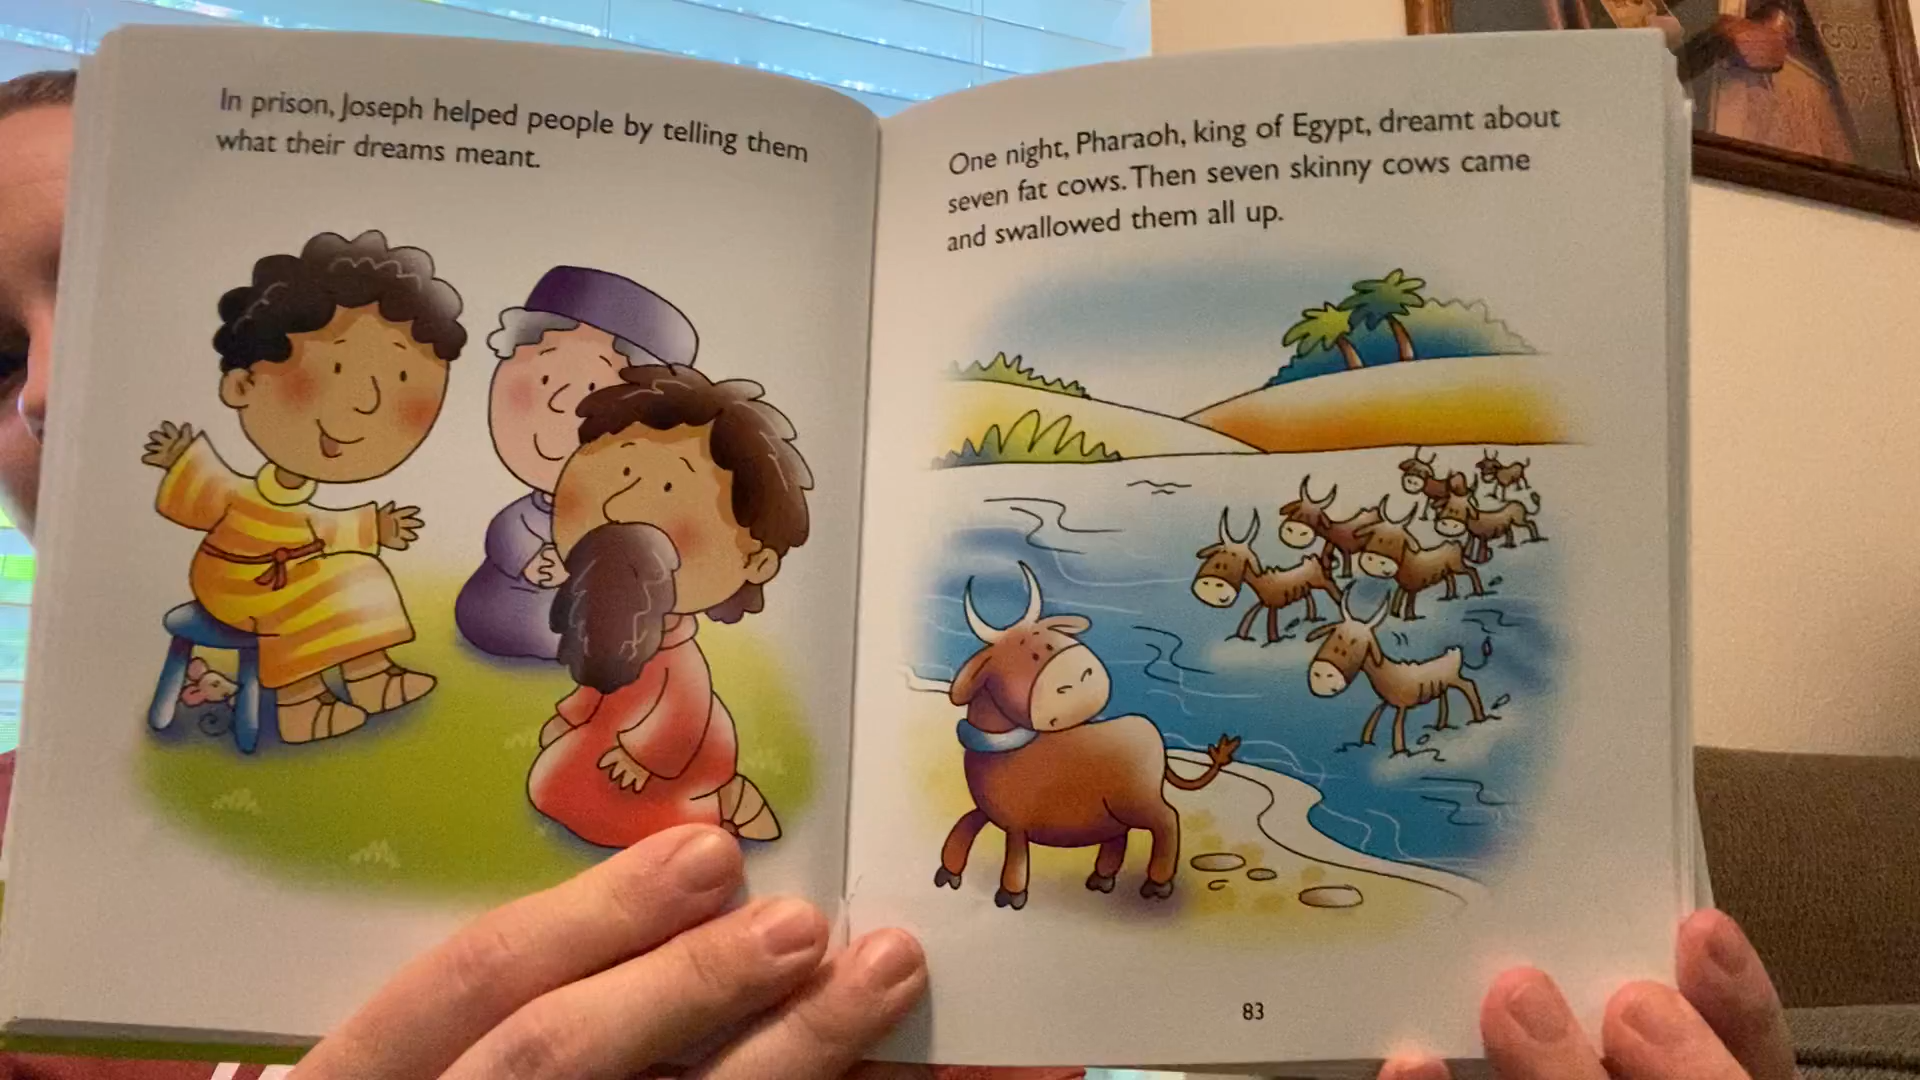 In prison, Joseph helped people by telling them
what their dreams meant.
One night, Pharaoh, king of Egypt, dreamt about
seven fat cows. Then seven skinny cows came
and swallowed them all up.
83